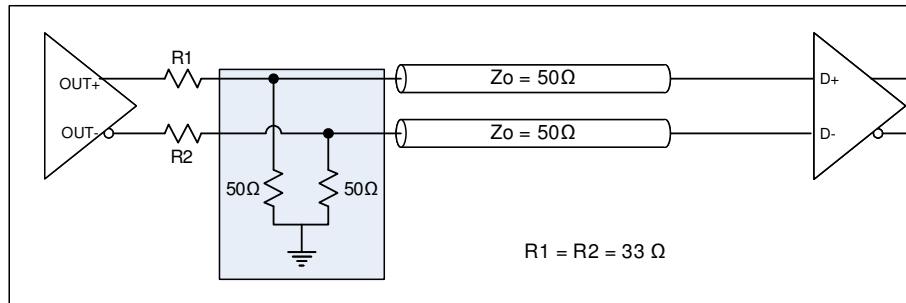 R1
OUT+
Zo = 50Ω
D+
OUT-
Zo = 50Ω
D-
R2
50Ω
50Ω
R1 = R2 = 33 Ω